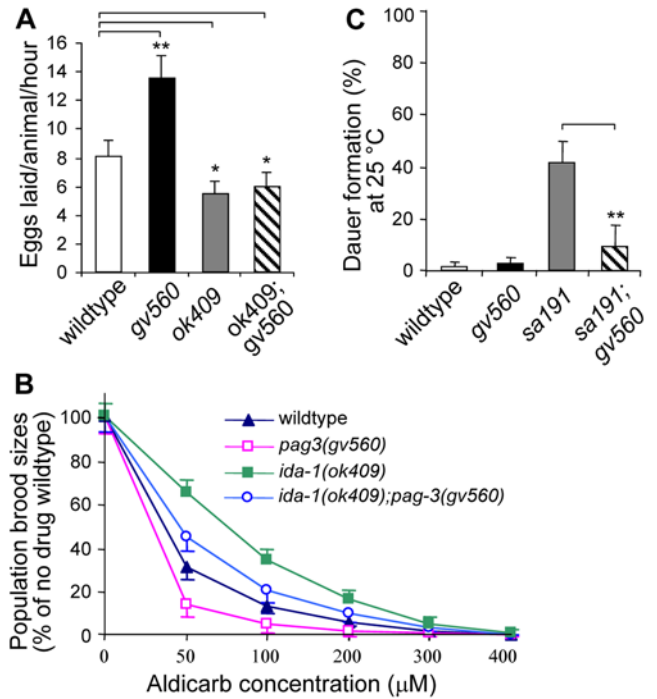 A
Eggs laid/animal/hour
16
14
12
10
8
6
4
2
0
**
*
*
wildtype
gv560
ok409
ok409;
gv560
C
Dauer formation (%)
at 25 °C
100
80
60
40
20
0
**
wildtype
gv560
sa191
sa191;
gv560
B
Population brood sizes
(% of no drug wildtype)
100
80
60
40
20
0
wildtype
pag3(gv560)
ida-1(ok409)
ida-1(ok409);pag-3(gv560)
0
50
100
200
300
400
Aldicarb concentration (μM)